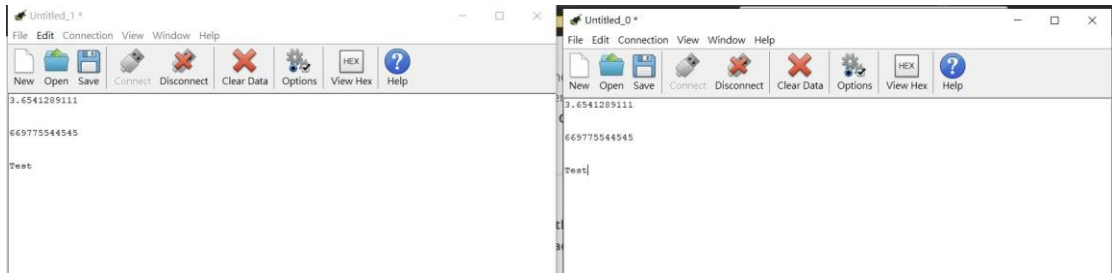 Untitled_1 *
File Edit Connection View Window Help
New Open Save Connect Disconnect Clear Data Options View Hex Help
HEX
3.6541289111
669775544545
Test
Untitled_0 *
File Edit Connection View Window Help
New Open Save Connect Disconnect Clear Data Options View Hex Help
HEX
3.6541289111
669775544545
Test